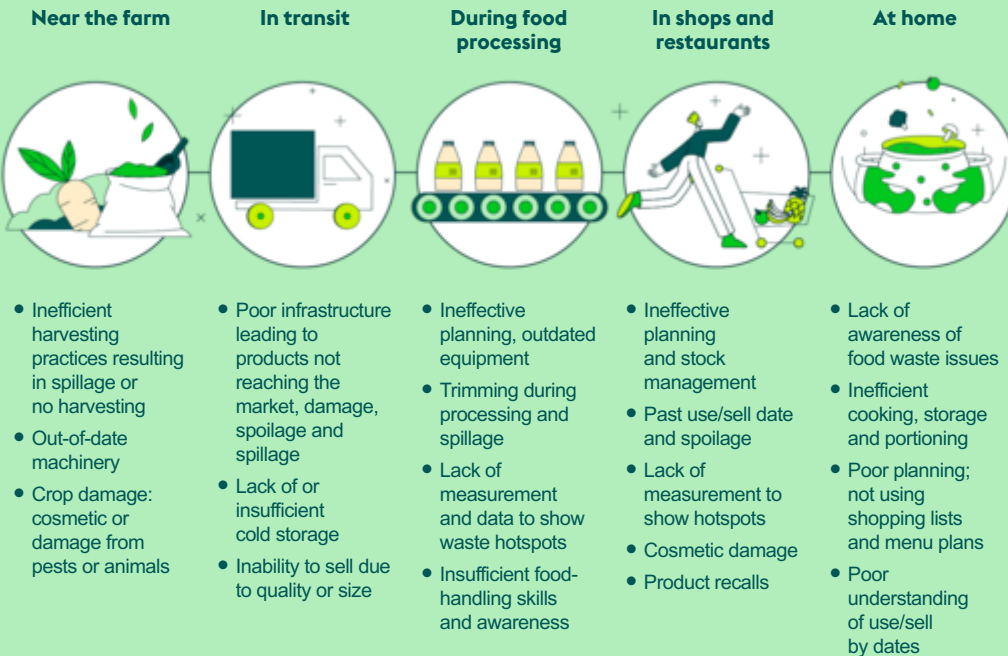 Near the farm
In transit
During food
processing
In shops and
restaurants
At home
• Inefficient
harvesting
practices resulting
in spillage or
no harvesting
• Out-of-date
machinery
• Crop damage:
cosmetic or
damage from
pests or animals
• Poor infrastructure
leading to
products not
reaching the
market, damage,
spoilage and
spillage
• Lack of or
insufficient
cold storage
• Inability to sell due
to quality or size
• Ineffective
planning, outdated
equipment
• Trimming during
processing and
spillage
• Lack of
measurement
and data to show
waste hotspots
• Insufficient food-
handling skills
and awareness
• Ineffective
planning
and stock
management
• Past use/sell date
and spoilage
• Lack of
measurement to
show hotspots
• Cosmetic damage
• Product recalls
• Lack of
awareness of
food waste issues
• Inefficient
cooking, storage
and portioning
• Poor planning;
not using
shopping lists
and menu plans
• Poor
understanding
of use/sell
by dates